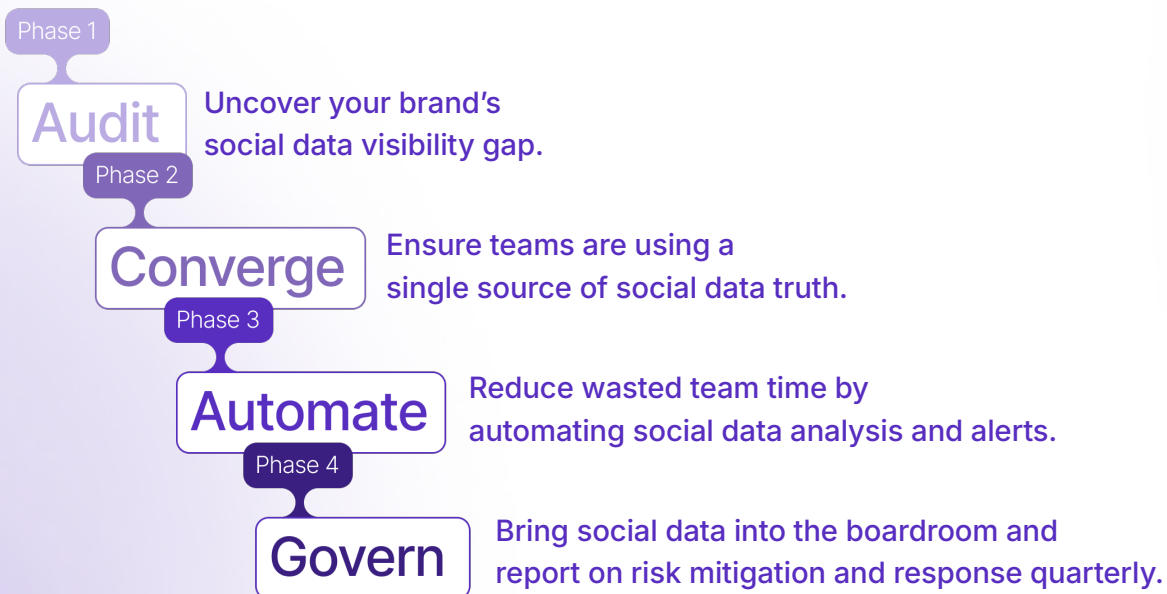 Phase 1
Audit
Uncover your brand’s
social data visibility gap.
Phase 2
Converge
Ensure teams are using a
single source of social data truth.
Phase 3
Automate
Reduce wasted team time by
automating social data analysis and alerts.
Phase 4
Govern
Bring social data into the boardroom and
report on risk mitigation and response quarterly.